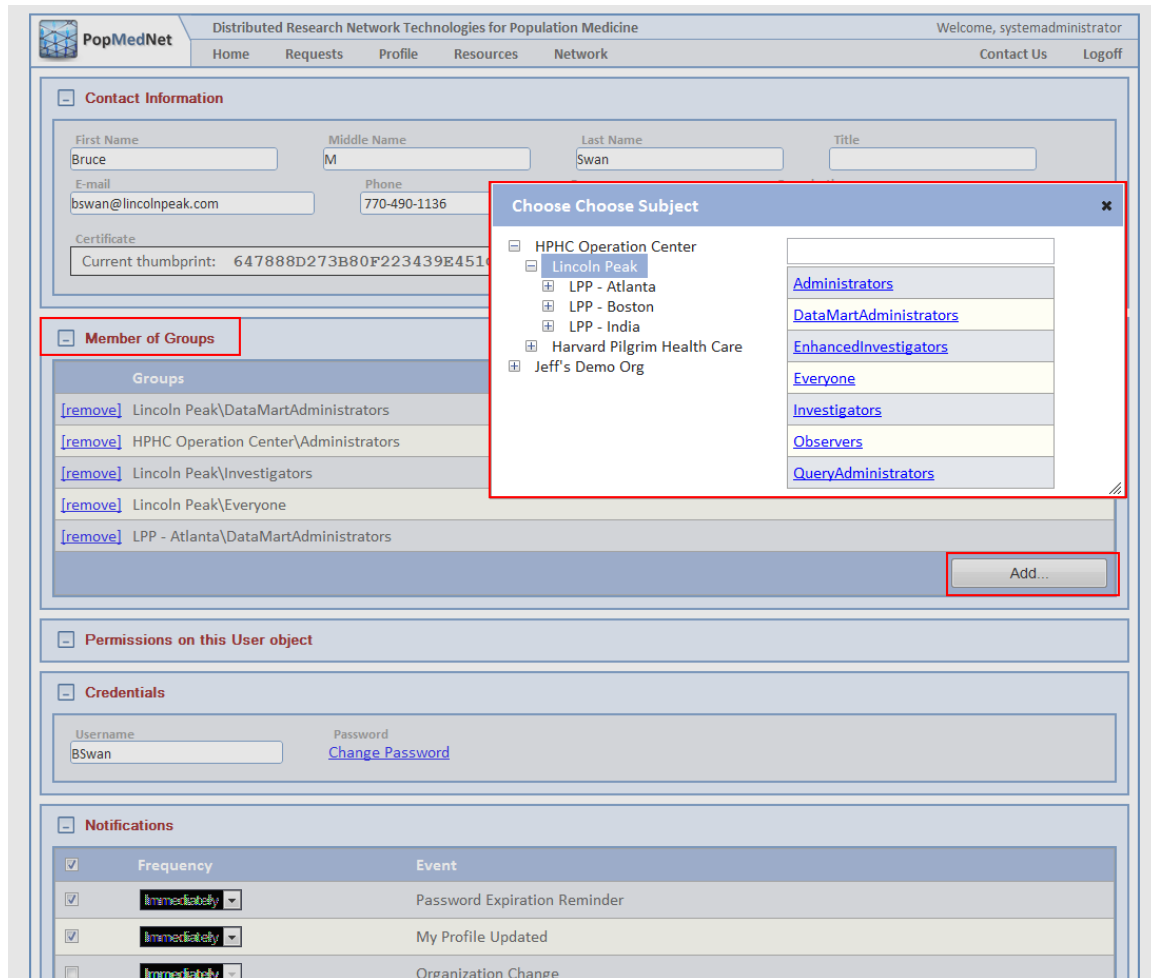 PopMedNet
Distributed Research Network Technologies for Population Medicine
Welcome, systemadministrator
Home Requests Profile Resources Network Contact Us Logoff
Contact Information
First Name Middle Name Last Name Title
Bruce M Swan
E-mail Phone
bswan@lincolnpeak.com 770-490-1136
Certificate
Current thumbprint: 647888D273B80F223439E451
Choose Choose Subject
HPHC Operation Center
Lincoln Peak
LPP - Atlanta
LPP - Boston
LPP - India
Harvard Pilgrim Health Care
Jeff's Demo Org
Administrators
DataMartAdministrators
EnhancedInvestigators
Everyone
Investigators
Observers
QueryAdministrators
Member of Groups
Groups
[remove] Lincoln Peak\DataMartAdministrators
[remove] HPHC Operation Center\Administrators
[remove] Lincoln Peak\Investigators
[remove] Lincoln Peak\Everyone
[remove] LPP - Atlanta\DataMartAdministrators
Add...
Permissions on this User object
Credentials
Username Password
BSwan Change Password
Notifications
Frequency Event
Immediately Password Expiration Reminder
Immediately My Profile Updated
Immediately Organization Change